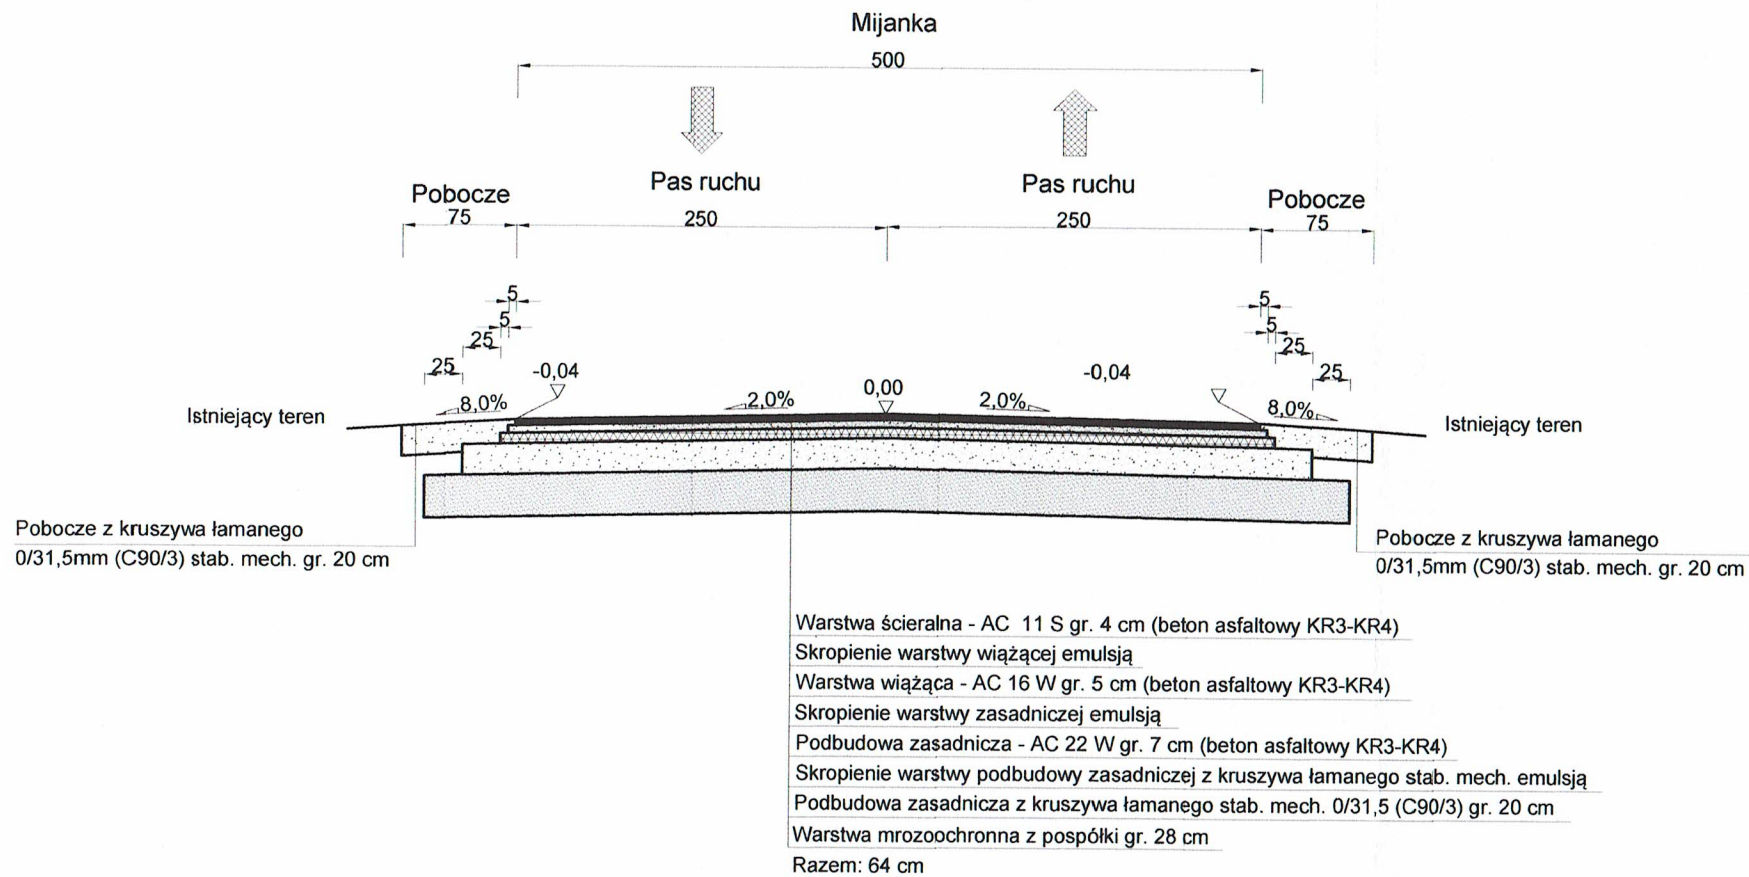 Mijanka
500
Pobocze
75
Pas ruchu
250
Pas ruchu
250
Pobocze
75
5
5
25
25
5
5
25
25
-0,04
0,00
-0,04
8,0%
2,0%
2,0%
8,0%
Istniejący teren
Istniejący teren
Pobocze z kruszywa łamanego
0/31,5mm (C90/3) stab. mech. gr. 20 cm
Pobocze z kruszywa łamanego
0/31,5mm (C90/3) stab. mech. gr. 20 cm
Warstwa ścieralna - AC 11 S gr. 4 cm (beton asfaltowy KR3-KR4)
Skropienie warstwy wiążącej emulsją
Warstwa wiążąca - AC 16 W gr. 5 cm (beton asfaltowy KR3-KR4)
Skropienie warstwy zasadniczej emulsją
Podbudowa zasadnicza - AC 22 W gr. 7 cm (beton asfaltowy KR3-KR4)
Skropienie warstwy podbudowy zasadniczej z kruszywa łamanego stab. mech. emulsją
Podbudowa zasadnicza z kruszywa łamanego stab. mech. 0/31,5 (C90/3) gr. 20 cm
Warstwa mrozoochronna z pospółki gr. 28 cm
Razem: 64 cm